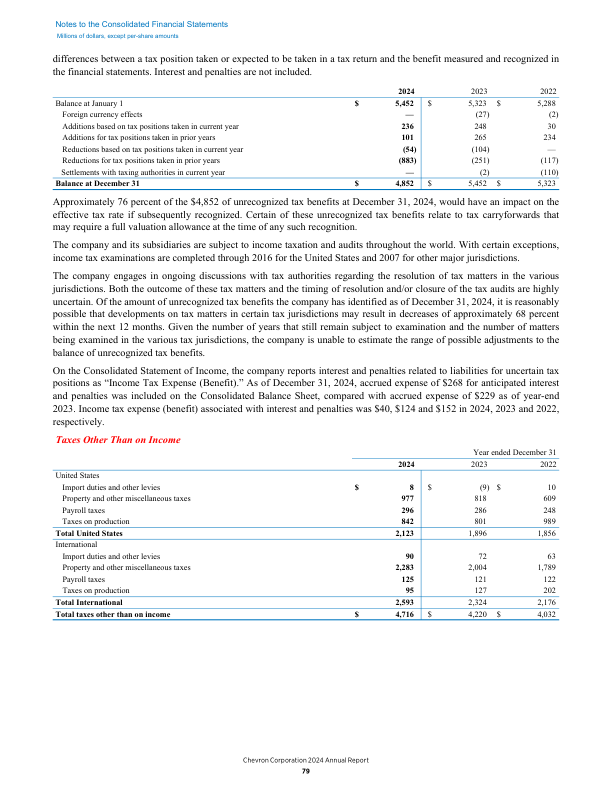 Notes to the Consolidated Financial Statements
Millions of dollars, except per-share amounts
differences between a tax position taken or expected to be taken in a tax return and the benefit measured and recognized in
the financial statements. Interest and penalties are not included.
2024 2023 2022
Balance at January 1 $ 5,452 $ 5,323 $ 5,288
Foreign currency effects — (27) (2)
Additions based on tax positions taken in current year 236 248 30
Additions for tax positions taken in prior years 101 265 234
Reductions based on tax positions taken in current year (54) (104) —
Reductions for tax positions taken in prior years (883) (251) (117)
Settlements with taxing authorities in current year — (2) (110)
Balance at December 31 $ 4,852 $ 5,452 $ 5,323
Approximately 76 percent of the $4,852 of unrecognized tax benefits at December 31, 2024, would have an impact on the
effective tax rate if subsequently recognized. Certain of these unrecognized tax benefits relate to tax carryforwards that
may require a full valuation allowance at the time of any such recognition.
The company and its subsidiaries are subject to income taxation and audits throughout the world. With certain exceptions,
income tax examinations are completed through 2016 for the United States and 2007 for other major jurisdictions.
The company engages in ongoing discussions with tax authorities regarding the resolution of tax matters in the various
jurisdictions. Both the outcome of these tax matters and the timing of resolution and/or closure of the tax audits are highly
uncertain. Of the amount of unrecognized tax benefits the company has identified as of December 31, 2024, it is reasonably
possible that developments on tax matters in certain tax jurisdictions may result in decreases of approximately 68 percent
within the next 12 months. Given the number of years that still remain subject to examination and the number of matters
being examined in the various tax jurisdictions, the company is unable to estimate the range of possible adjustments to the
balance of unrecognized tax benefits.
On the Consolidated Statement of Income, the company reports interest and penalties related to liabilities for uncertain tax
positions as “Income Tax Expense (Benefit).” As of December 31, 2024, accrued expense of $268 for anticipated interest
and penalties was included on the Consolidated Balance Sheet, compared with accrued expense of $229 as of year-end
2023. Income tax expense (benefit) associated with interest and penalties was $40, $124 and $152 in 2024, 2023 and 2022,
respectively.
Taxes Other Than on Income
Year ended December 31
2024 2023 2022
United States
Import duties and other levies $ 8 $ (9) $ 10
Property and other miscellaneous taxes 977 818 609
Payroll taxes 296 286 248
Taxes on production 842 801 989
Total United States 2,123 1,896 1,856
International
Import duties and other levies 90 72 63
Property and other miscellaneous taxes 2,283 2,004 1,789
Payroll taxes 125 121 122
Taxes on production 95 127 202
Total International 2,593 2,324 2,176
Total taxes other than on income $ 4,716 $ 4,220 $ 4,032
Chevron Corporation 2024 Annual Report
79